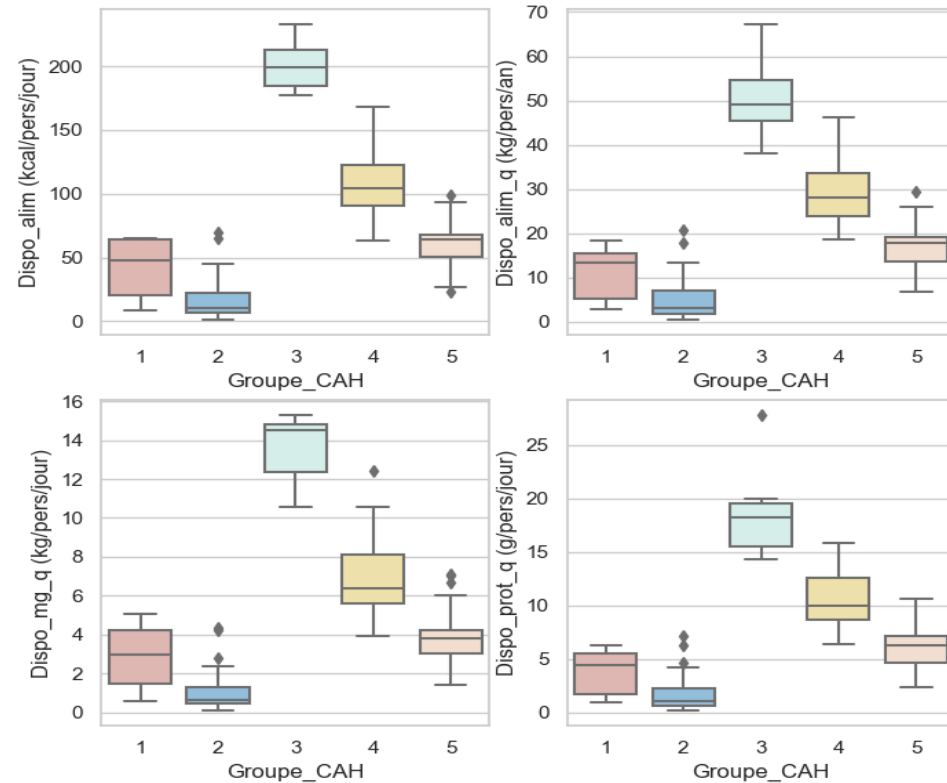 Dispo_alim (kcal/pers/jour)
200
150
100
50
0
1 2 3 4 5
Groupe_CAH
Dispo_alim_q (kg/pers/an)
70
60
50
40
30
20
10
0
1 2 3 4 5
Groupe_CAH
Dispo_mg_q (kg/pers/jour)
16
14
12
10
8
6
4
2
0
1 2 3 4 5
Groupe_CAH
Dispo_prot_q (g/pers/jour)
25
20
15
10
5
0
1 2 3 4 5
Groupe_CAH